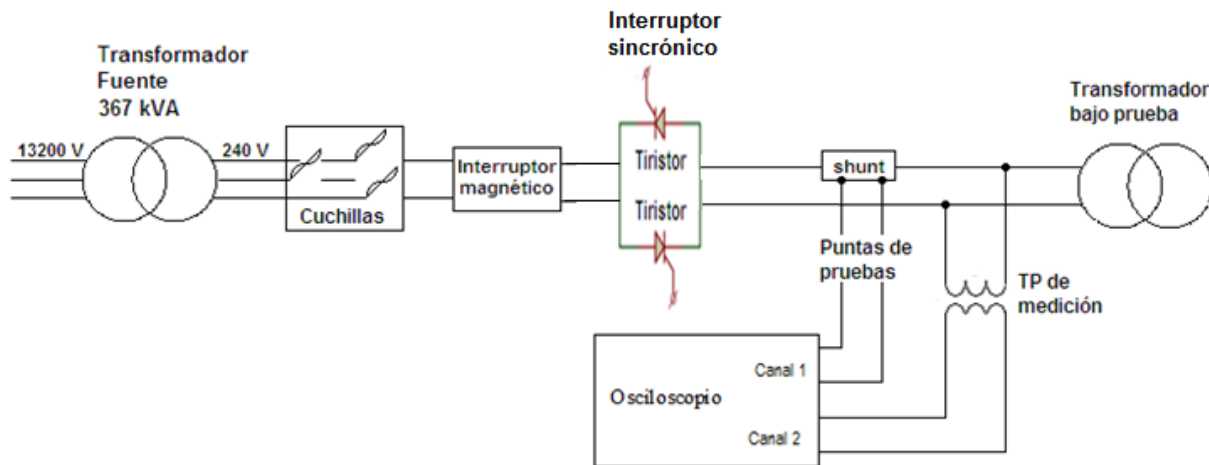 Interruptor
sincrónico
Transformador
Fuente
367 kVA
Transformador
bajo prueba
13200 V
240 V
Cuchillas
Interruptor
magnético
Tiristor
Tiristor
shunt
Puntas de
pruebas
TP de
medición
Canal 1
Osciloscopio
Canal 2